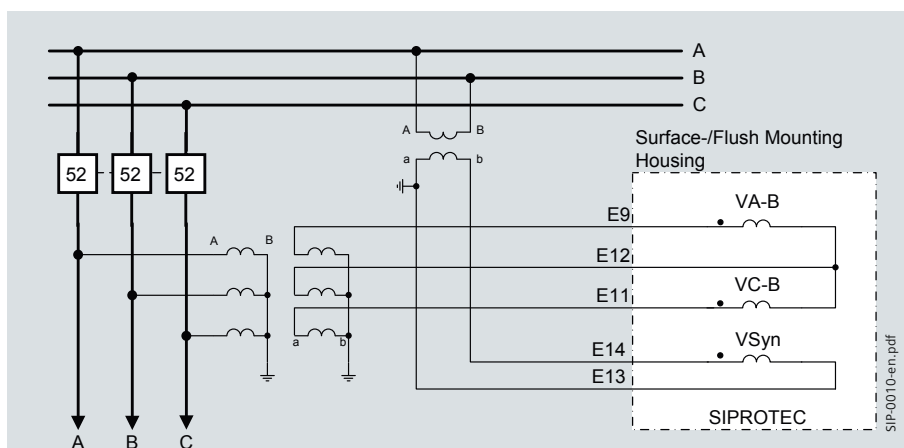 A
B
C
A B
a b
Surface-/Flush Mounting
Housing
52 52 52
VA-B
E9
A B
E12
E11
VC-B
VSyn
a b
E14
E13
SIPROTEC
A B C
SIP-0010-en.pdf